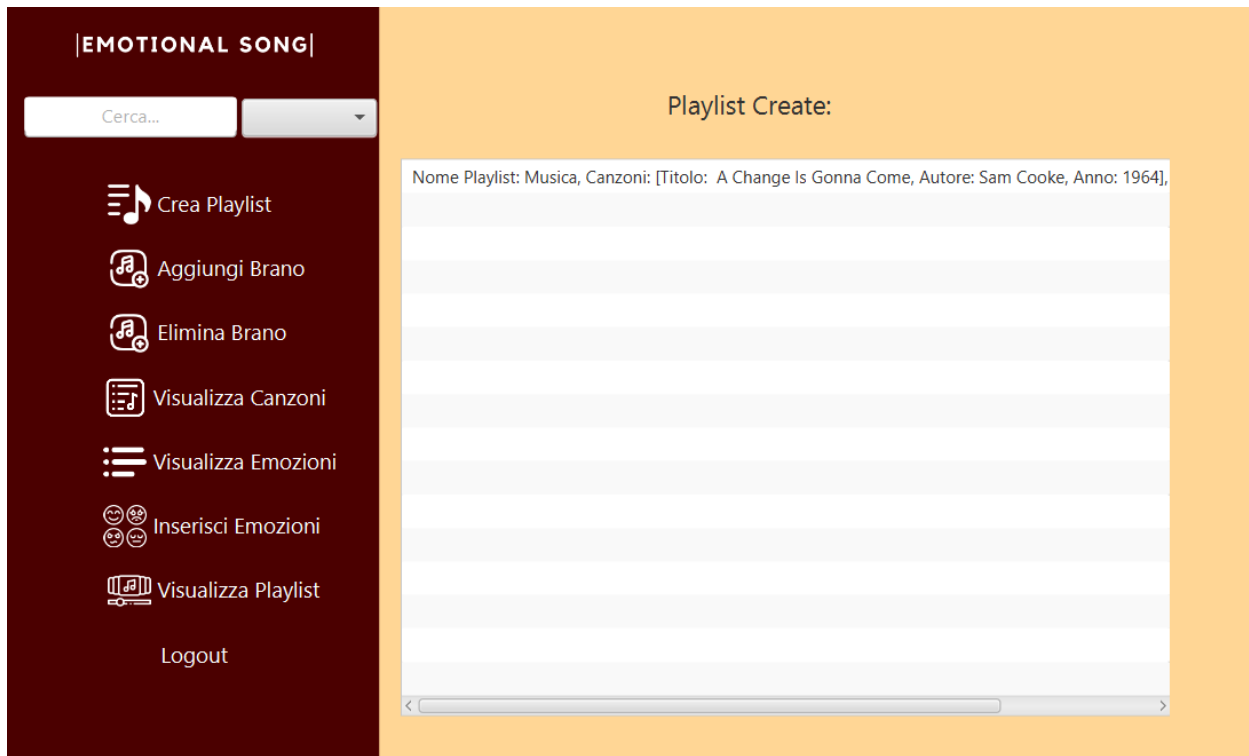 |EMOTIONAL SONG|
Cerca...
Crea Playlist
Aggiungi Brano
Elimina Brano
Visualizza Canzoni
Visualizza Emozioni
Inserisci Emozioni
Visualizza Playlist
Logout
Playlist Create:
Nome Playlist: Musica, Canzoni: [Titolo:  A Change Is Gonna Come, Autore: Sam Cooke, Anno: 1964],